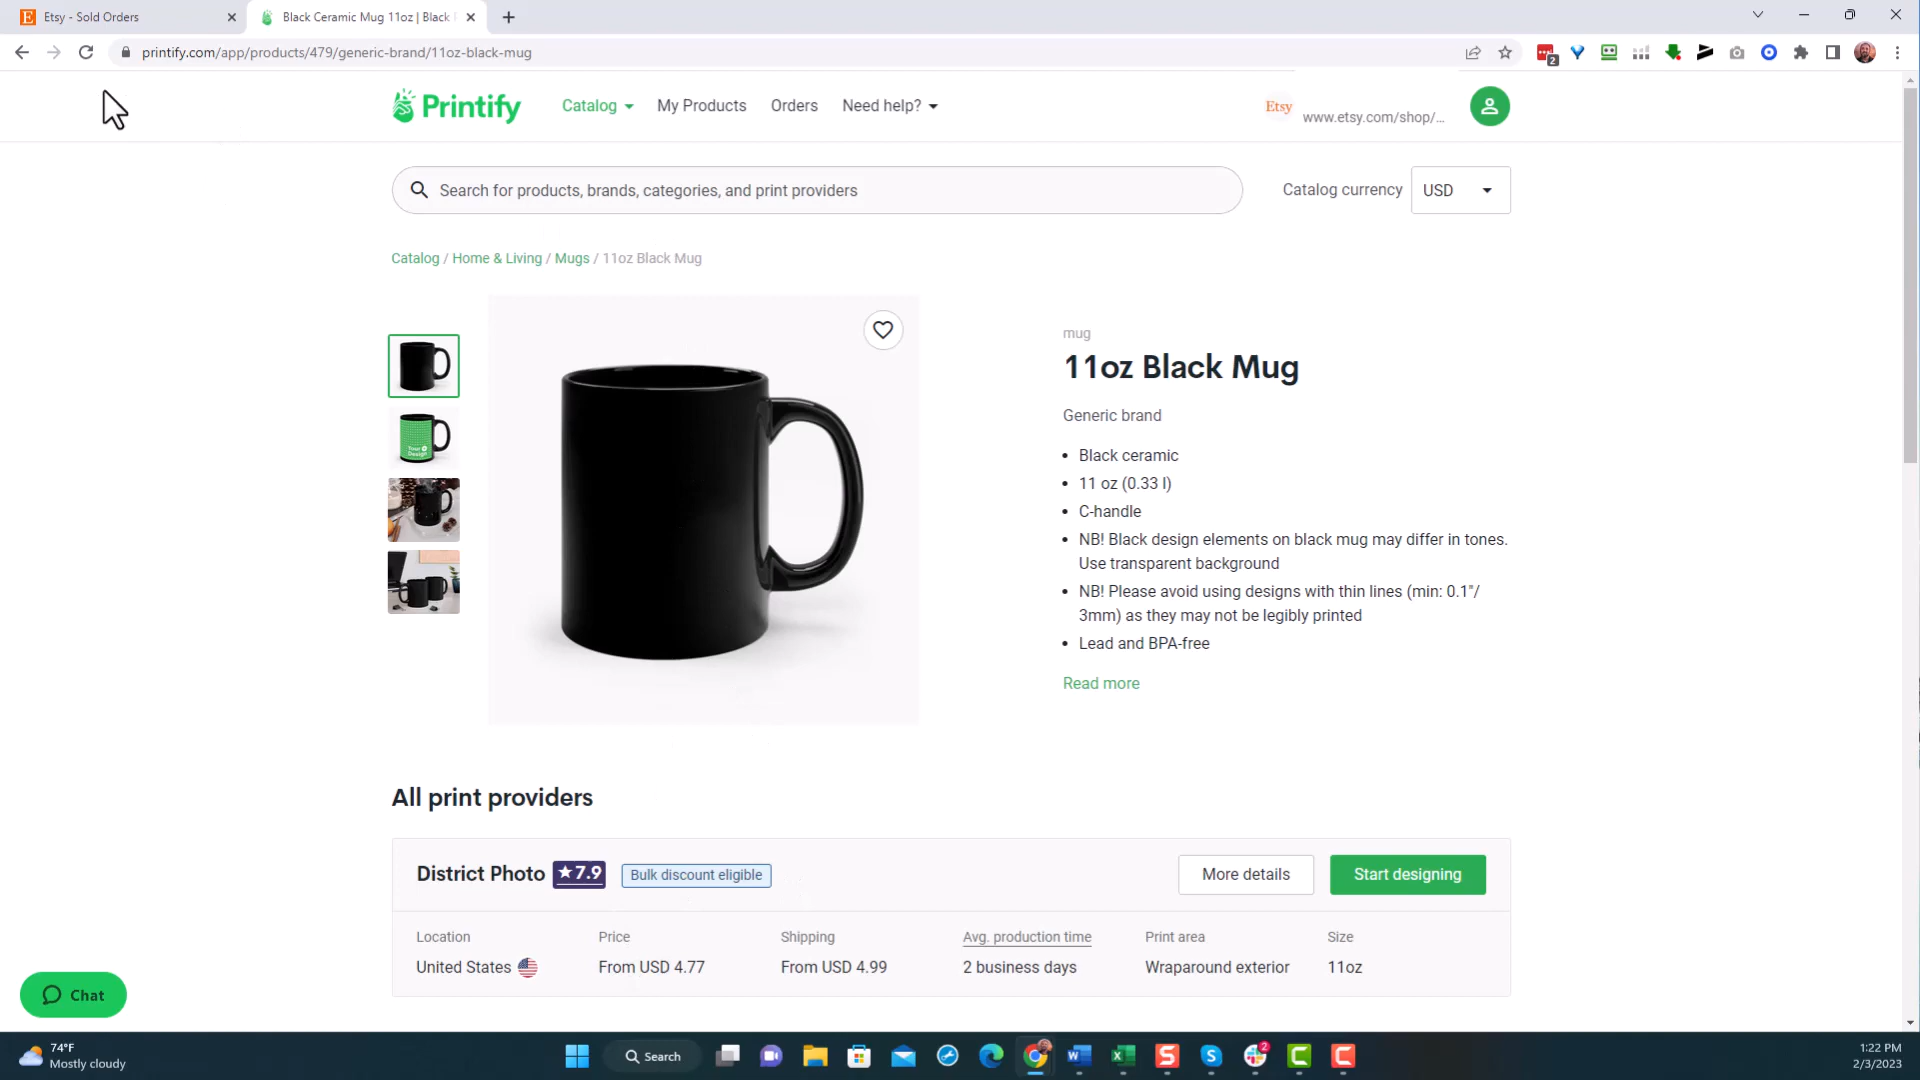 Etsy - Sold Orders
Black Ceramic Mug 11oz | Black
printify.com/app/products/479/generic-brand/11oz-black-mug
2
Printify
Catalog
My Products
Orders
Need help?
Etsy
www.etsy.com/shop/...
Search for products, brands, categories, and print providers
Catalog currency
USD
Catalog / Home & Living / Mugs / 11oz Black Mug
mug
11oz Black Mug
Generic brand
• Black ceramic
• 11 oz (0.33 l)
• C-handle
• NB! Black design elements on black mug may differ in tones.
Use transparent background
• NB! Please avoid using designs with thin lines (min: 0.1"/
3mm) as they may not be legibly printed
• Lead and BPA-free
Read more
Your
Design
All print providers
District Photo ★ 7.9 Bulk discount eligible
More details
Start designing
Location
Price
Shipping
Avg. production time
Print area
Size
United States
From USD 4.77
From USD 4.99
2 business days
Wraparound exterior
11oz
Chat
74°F
Mostly cloudy
Search
2
1:22 PM
2/3/2023